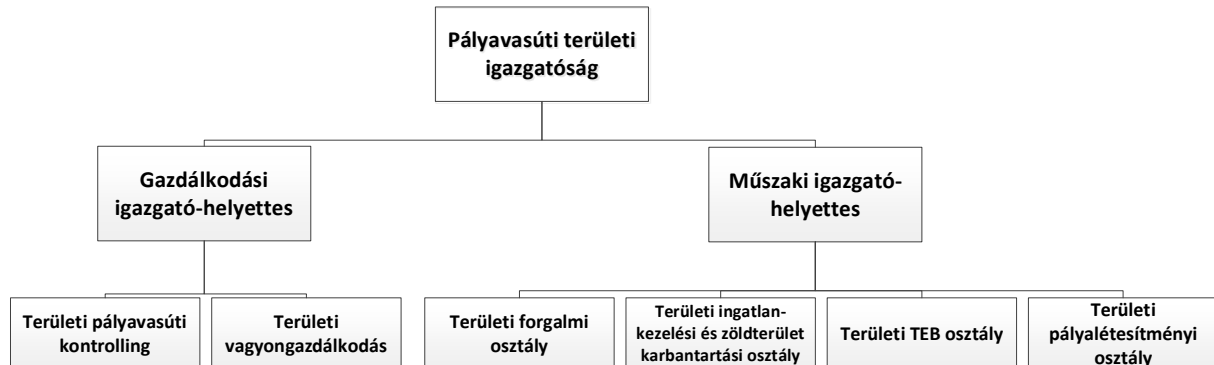 Pályavasúti területi
igazgatóság
Gazdálkodási
igazgató-helyettes
Műszaki igazgató-
helyettes
Területi pályavasúti
kontrolling
Területi
vagyongazdálkodás
Területi forgalmi
osztály
Területi ingatlan-
kezelési és zöldterület
karbantartási osztály
Területi TEB osztály
Területi
pályalétesítményi
osztály